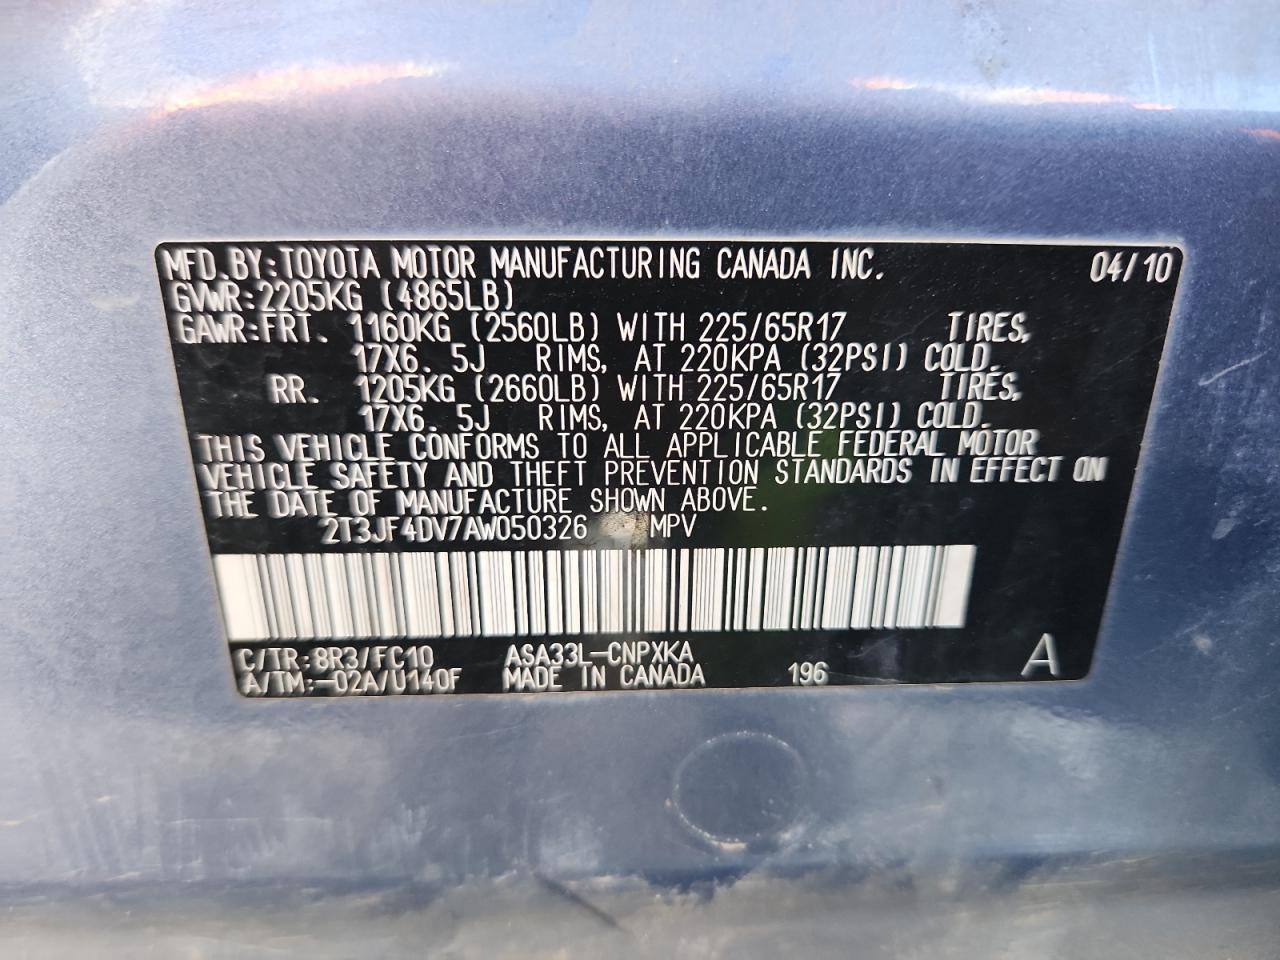 MFD.BY:TOYOTA MOTOR MANUFACTURING CANADA INC. 04/10
GVWR:2205KG (4865LB)
GAWR:FRT. 1160KG (2560LB) WITH 225/65R17 TIRES,
17X6. 5J RIMS, AT 220KPA (32PSI) COLD.
RR. 1205KG (2660LB) WITH 225/65R17 TIRES,
17X6. 5J RIMS, AT 220KPA (32PSI) COLD.
THIS VEHICLE CONFORMS TO ALL APPLICABLE FEDERAL MOTOR
VEHICLE SAFETY AND THEFT PREVENTION STANDARDS IN EFFECT ON
THE DATE OF MANUFACTURE SHOWN ABOVE.
2T3JF4DV7AW050326 MPV
C/TR:8R3/FC10 ASA33L-CNPXKA
A/TM:-02A/U140F MADE IN CANADA 196 A